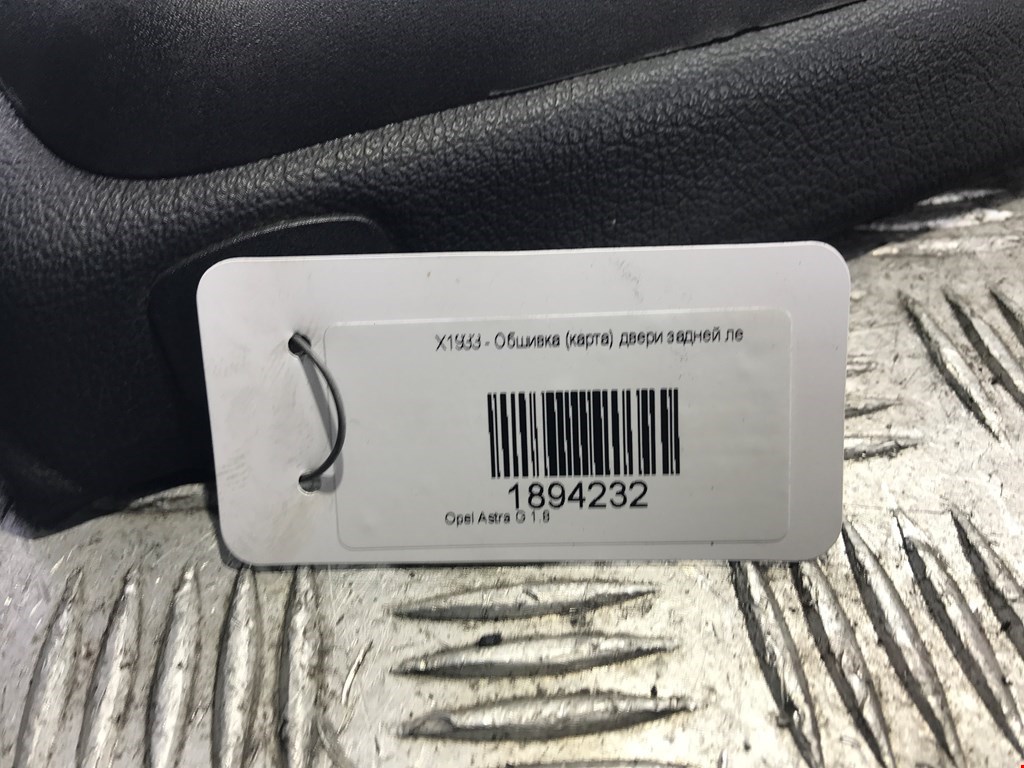 X1933 - Обшивка (карта) двери задней ле
1894232
Opel Astra G 1.8